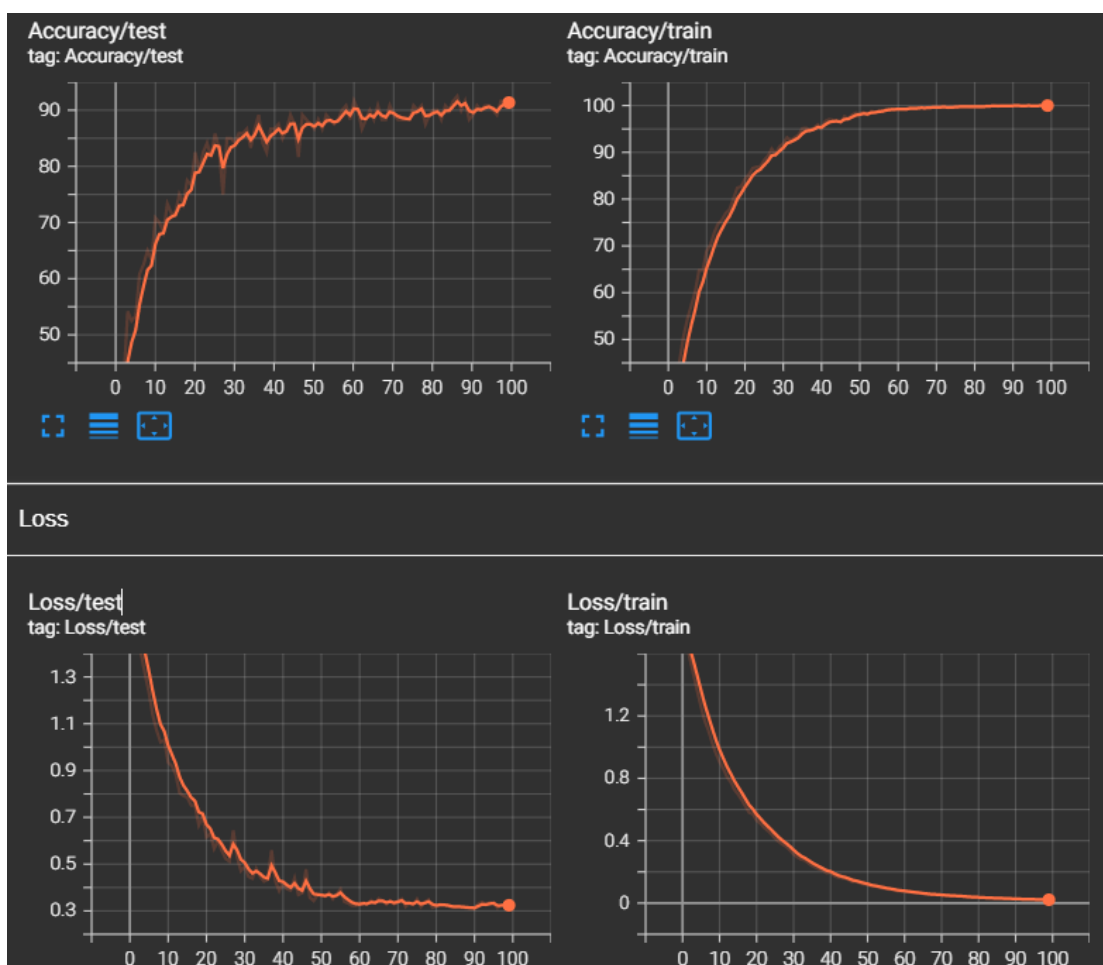 Accuracy/test
tag: Accuracy/test
90
80
70
60
50
0 10 20 30 40 50 60 70 80 90 100
Accuracy/train
tag: Accuracy/train
100
90
80
70
60
50
0 10 20 30 40 50 60 70 80 90 100
Loss
Loss/test
tag: Loss/test
1.3
1.1
0.9
0.7
0.5
0.3
0 10 20 30 40 50 60 70 80 90 100
Loss/train
tag: Loss/train
1.2
0.8
0.4
0
0 10 20 30 40 50 60 70 80 90 100